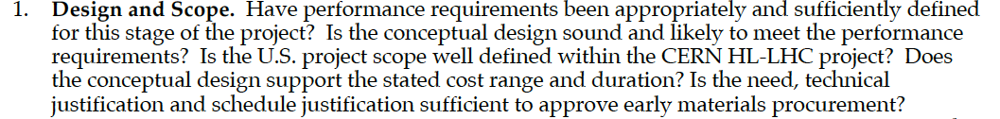 1. Design and Scope. Have performance requirements been appropriately and sufficiently defined
for this stage of the project? Is the conceptual design sound and likely to meet the performance
requirements? Is the U.S. project scope well defined within the CERN HL-LHC project? Does
the conceptual design support the stated cost range and duration? Is the need, technical
justification and schedule justification sufficient to approve early materials procurement?